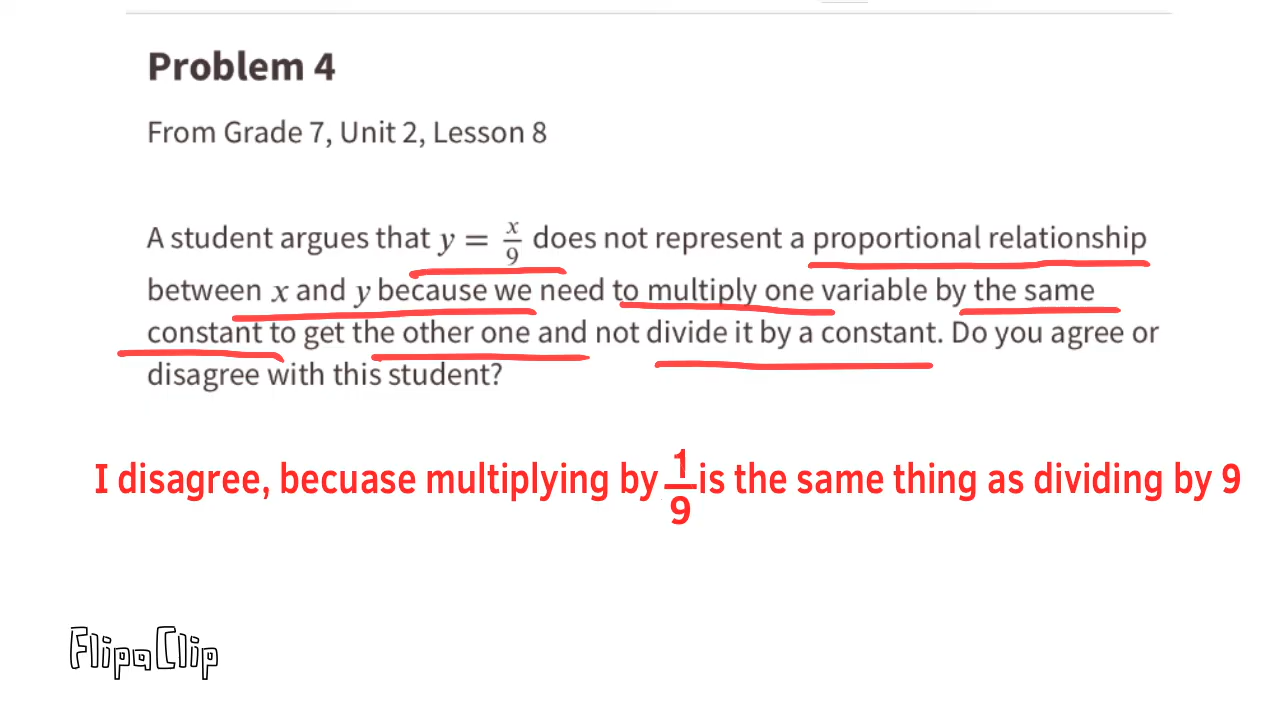 Problem 4
From Grade 7, Unit 2, Lesson 8
A student argues that y = x/9 does not represent a proportional relationship
between x and y because we need to multiply one variable by the same
constant to get the other one and not divide it by a constant. Do you agree or
disagree with this student?
I disagree, becuase multiplying by 1/9 is the same thing as dividing by 9
FlipaClip